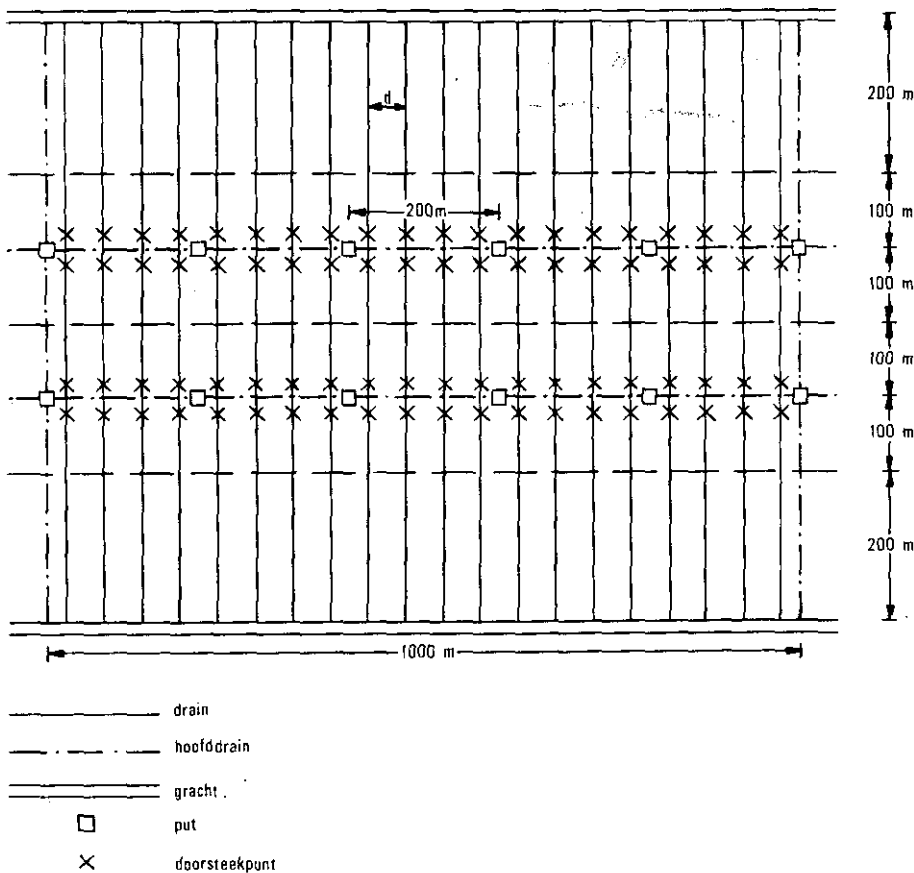 d
200 m
100 m
200m
100 m
100 m
100 m
200 m
1000 m
drain
hoofddrain
gracht
put
doorsteekpunt